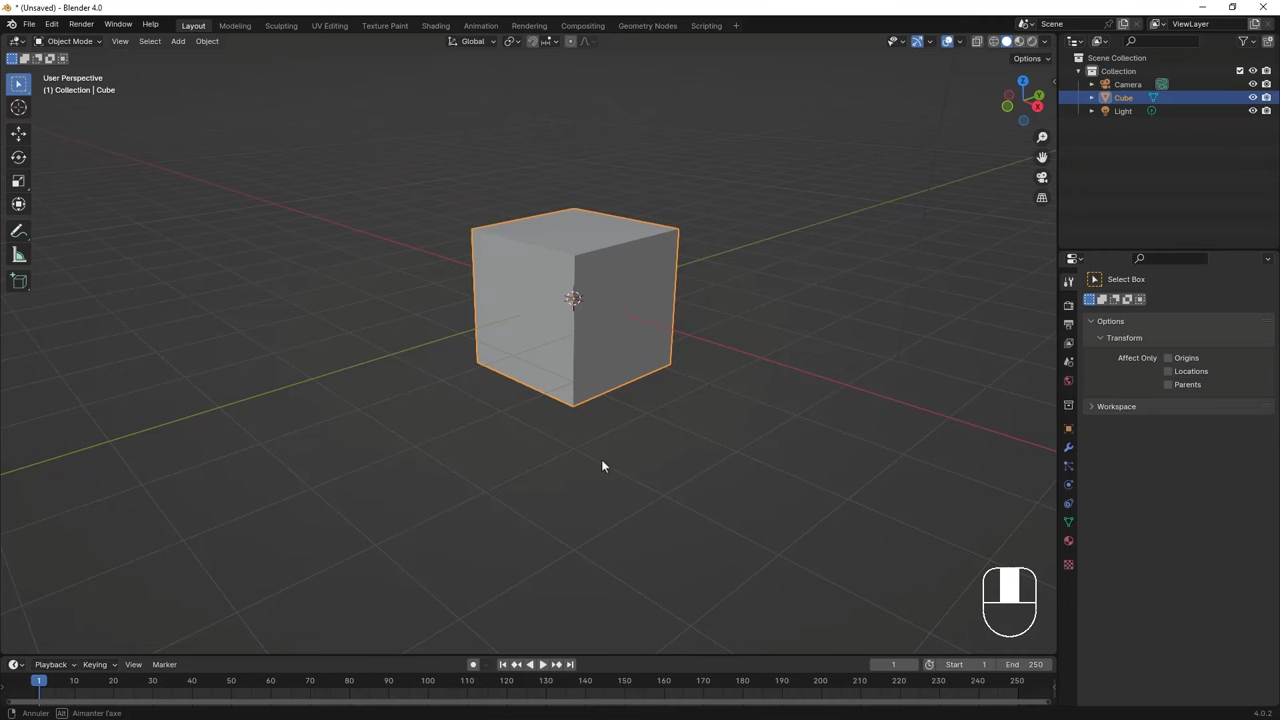 * (Unsaved) - Blender 4.0
File Edit Render Window Help Layout Modeling Sculpting UV Editing Texture Paint Shading Animation Rendering Compositing Geometry Nodes Scripting + Scene ViewLayer
Object Mode View Select Add Object Global
Options
User Perspective
(1) Collection | Cube
Z
Y
X
Scene Collection
Collection
Camera
Cube
Light
Select Box
Options
Transform
Affect Only Origins
Locations
Parents
Workspace
Playback Keying View Marker 1 Start 1 End 250
1 10 20 30 40 50 60 70 80 90 100 110 120 130 140 150 160 170 180 190 200 210 220 230 240 250
Annuler Alt Aimanter l'axe 4.0.2